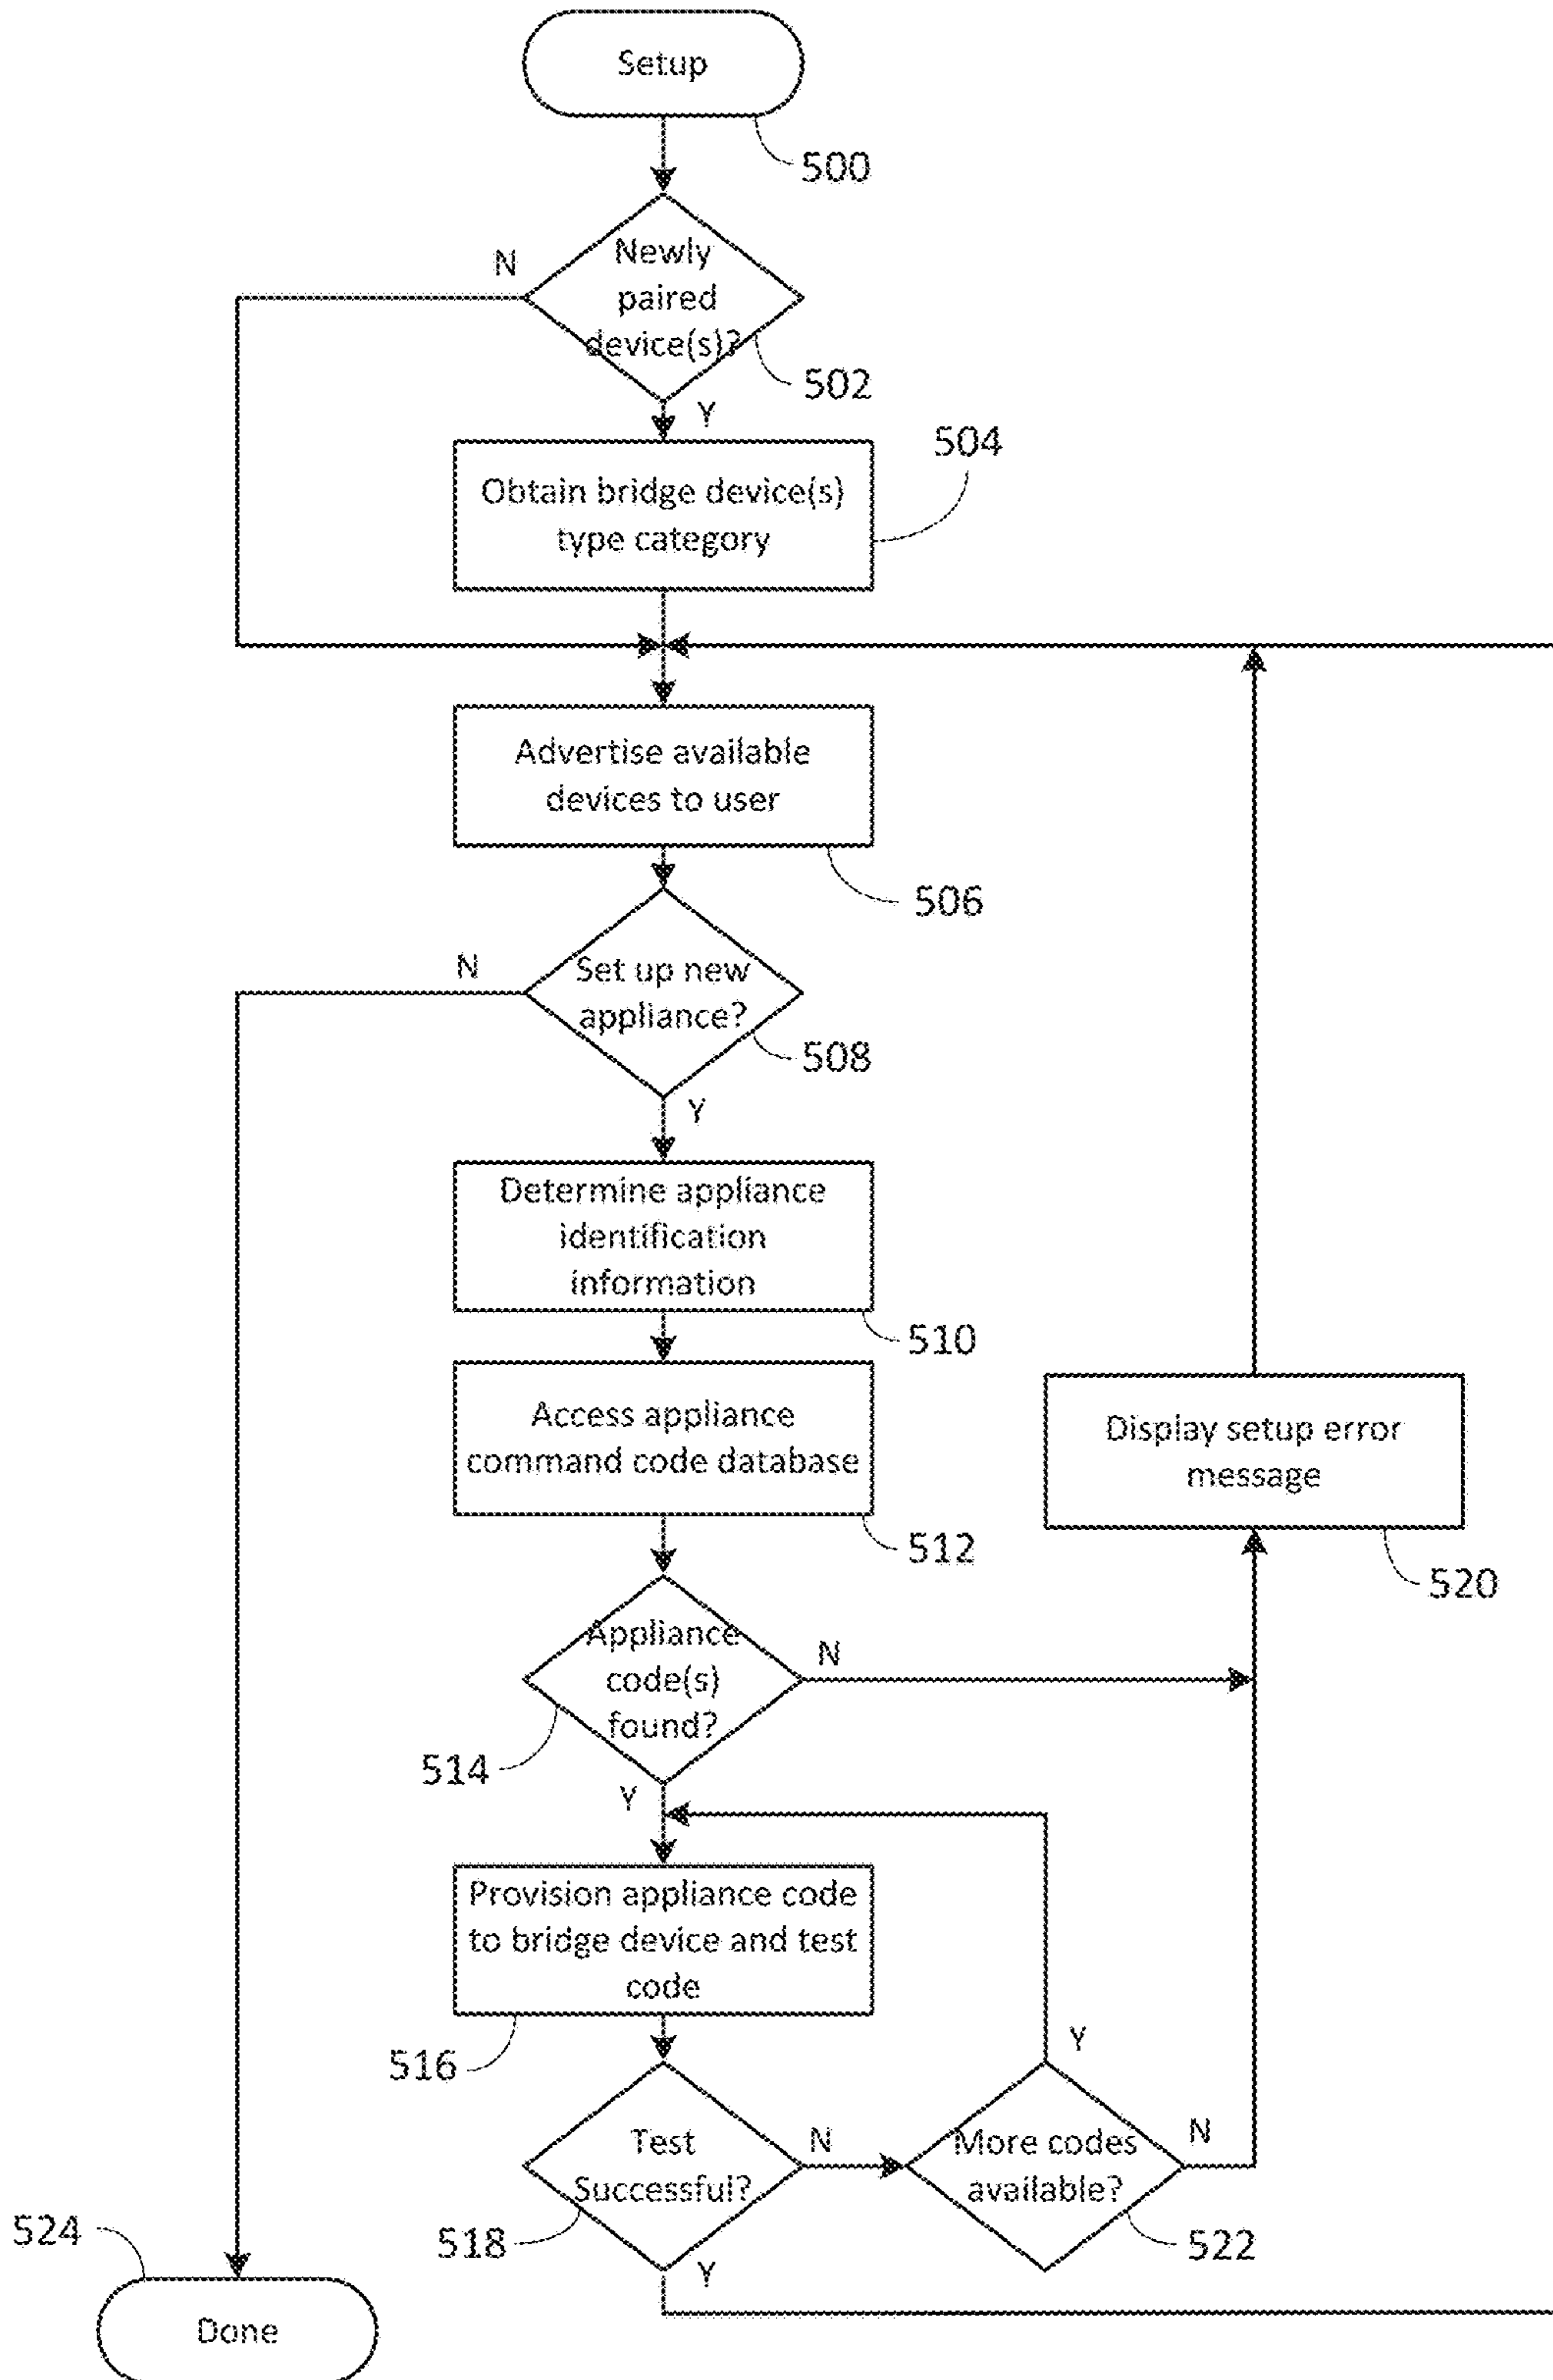 Setup
500
Newly
paired
device(s)?
N
502
Y
504
Obtain bridge device(s)
type category
Advertise available
devices to user
506
N
Set up new
appliance?
508
Y
Determine appliance
identification
information
510
Access appliance
command code database
512
Display setup error
message
520
Appliance
code(s)
found?
N
514
Y
Provision appliance code
to bridge device and test
code
516
Y
Test
Successful?
N
More codes
available?
N
518
522
Y
524
Done